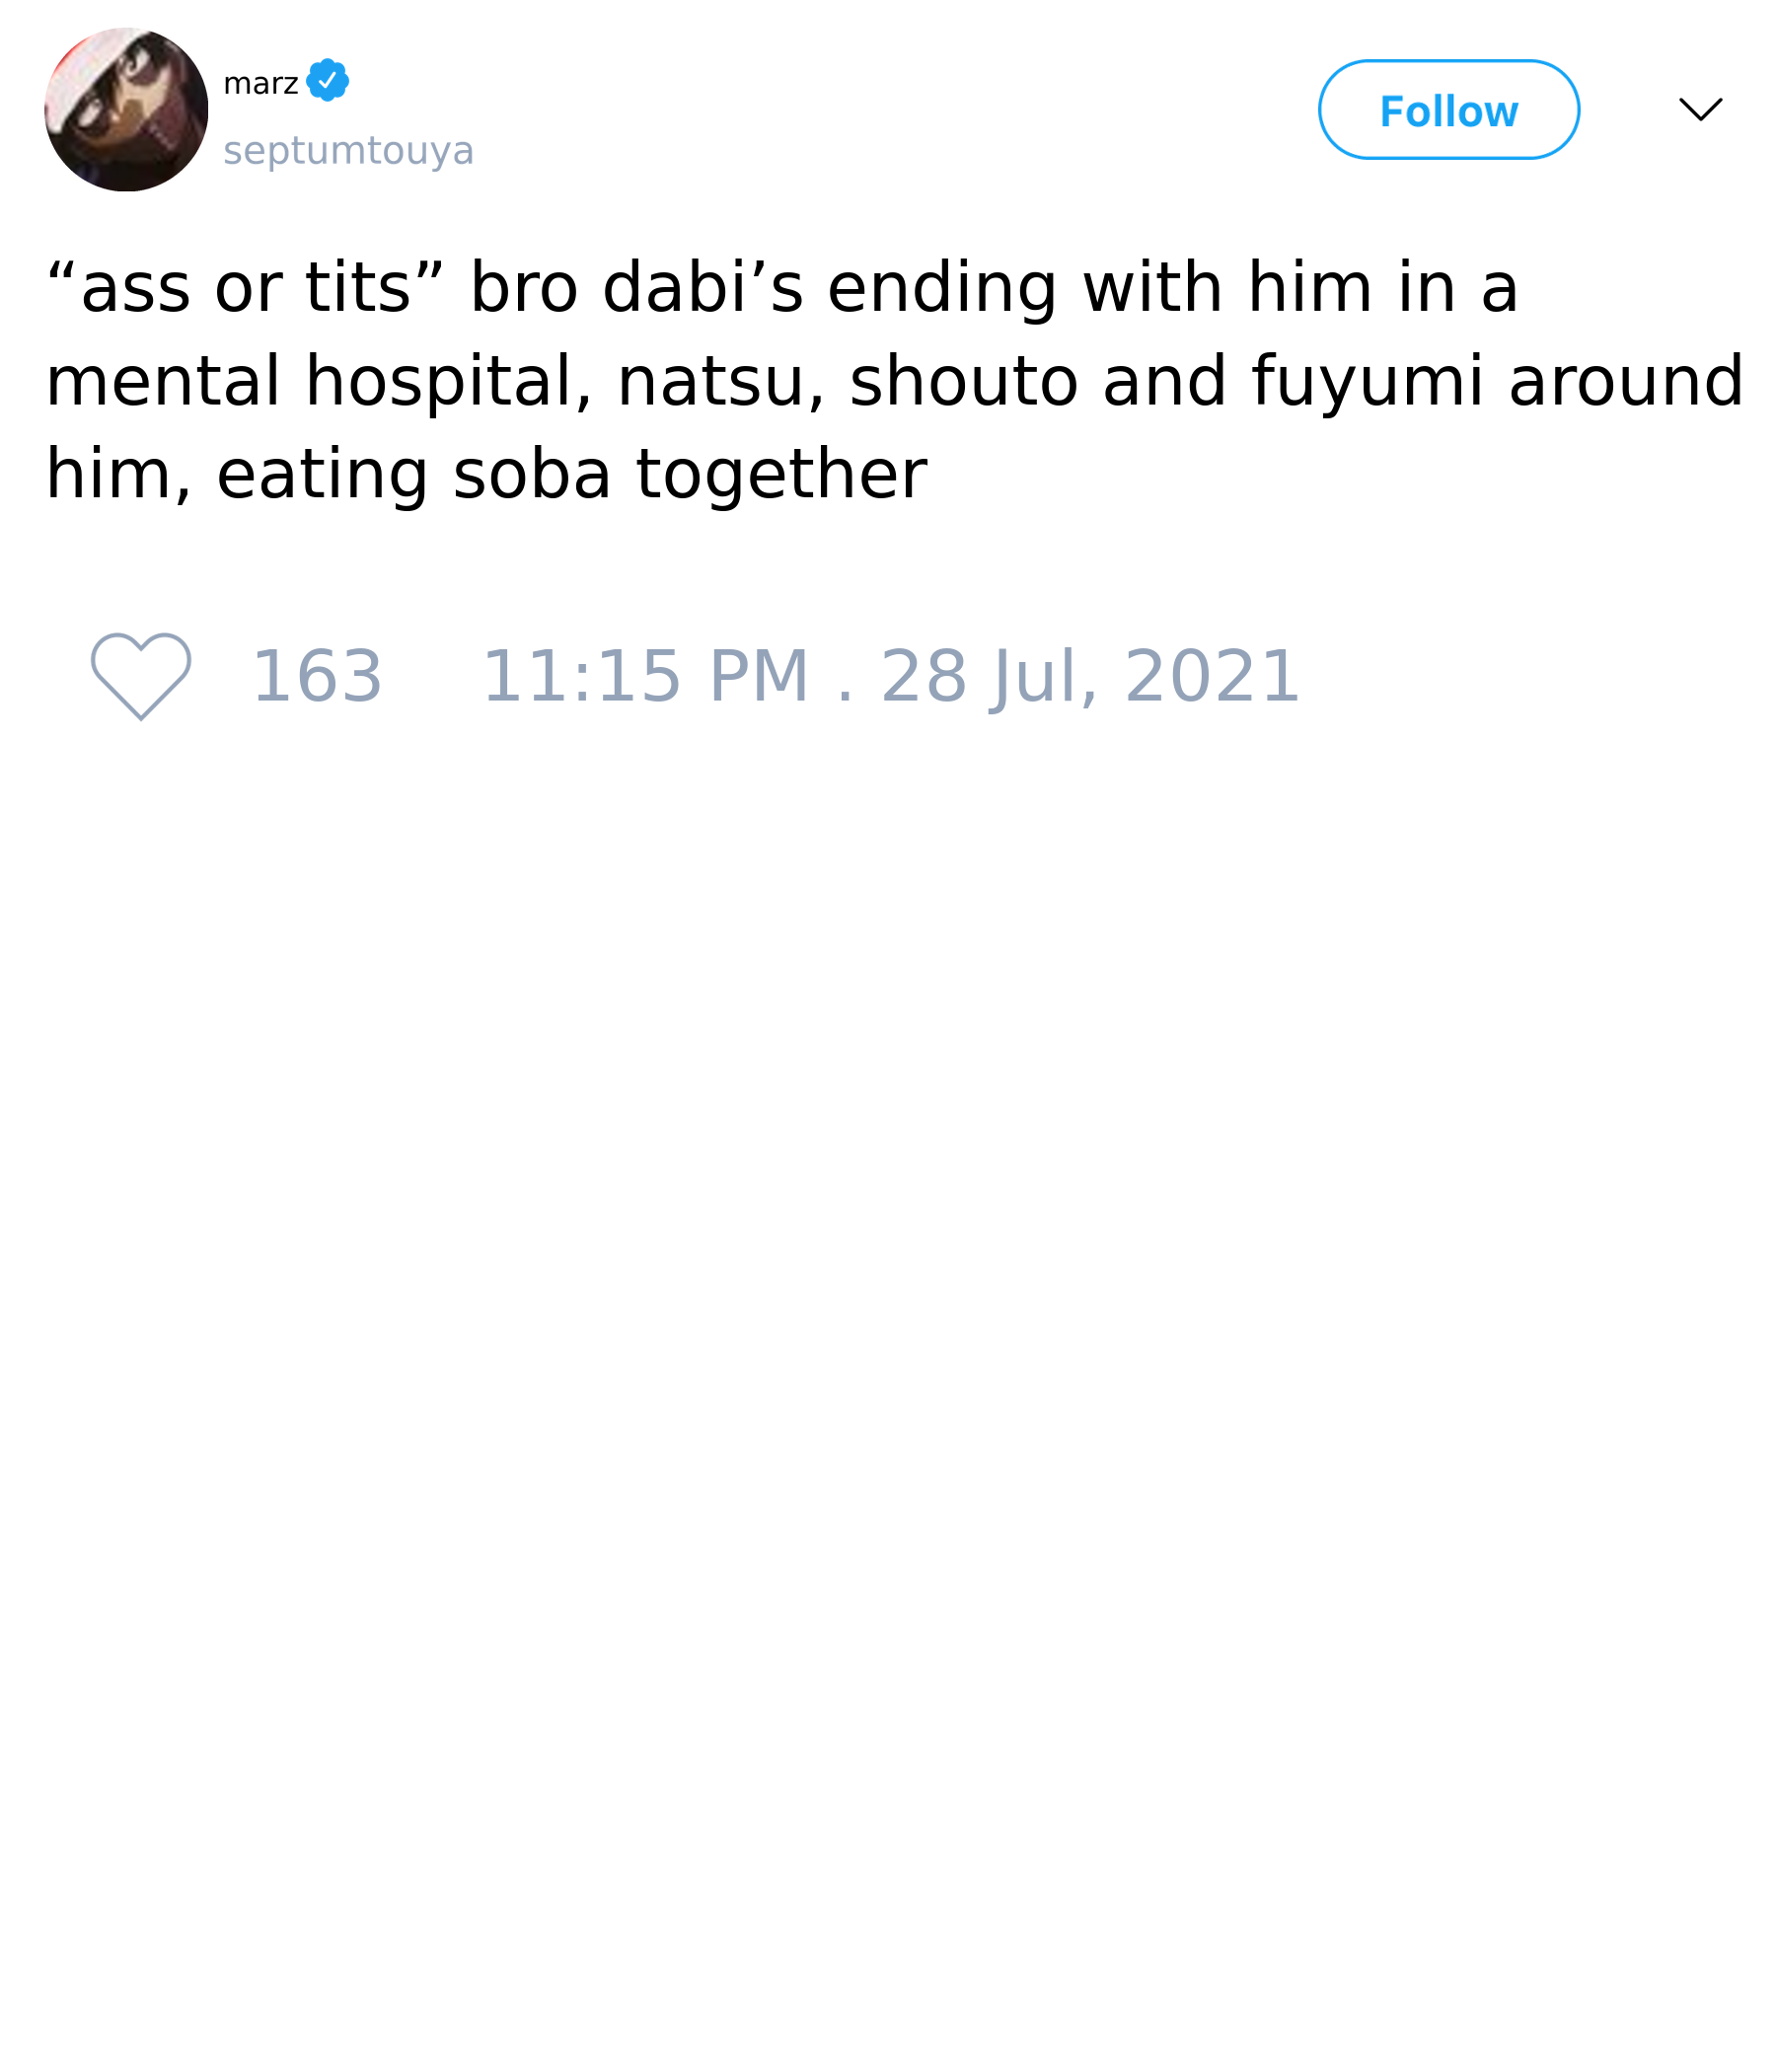 marz
septumtouya
Follow
“ass or tits” bro dabi’s ending with him in a
mental hospital, natsu, shouto and fuyumi around
him, eating soba together
163 11:15 PM . 28 Jul, 2021